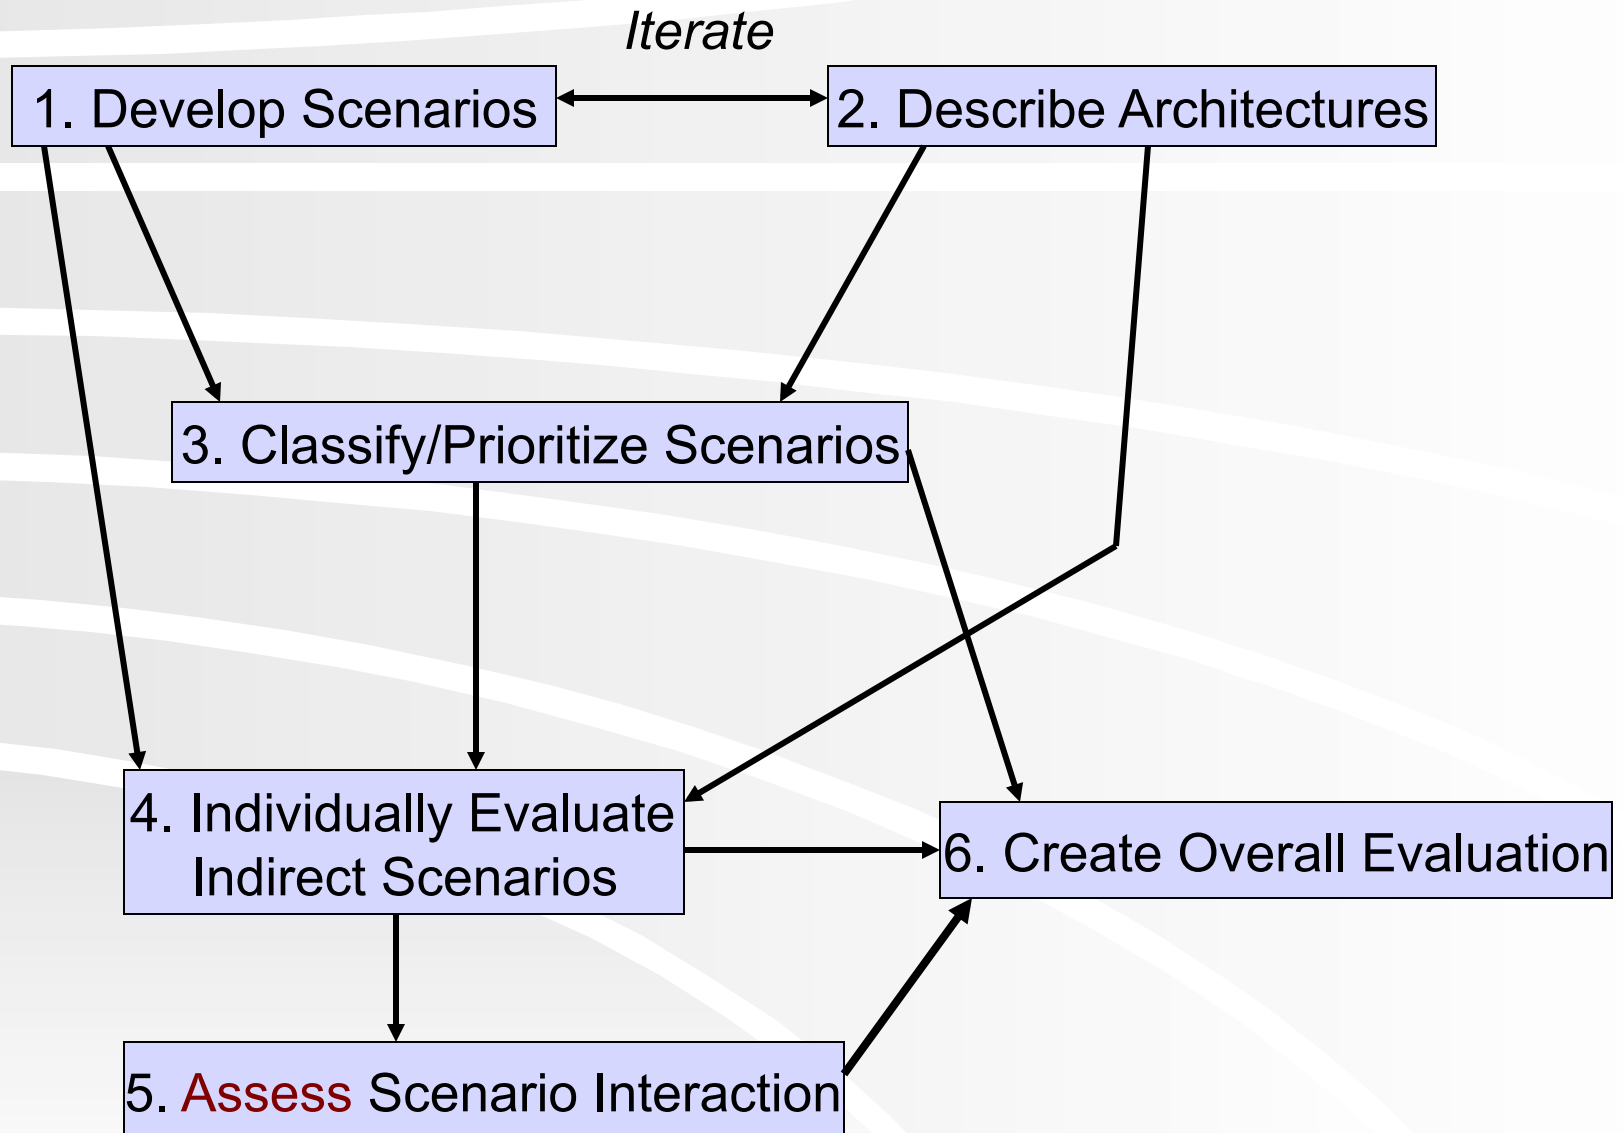 Iterate
1. Develop Scenarios
2. Describe Architectures
3. Classify/Prioritize Scenarios
4. Individually Evaluate
Indirect Scenarios
6. Create Overall Evaluation
5. Assess Scenario Interaction